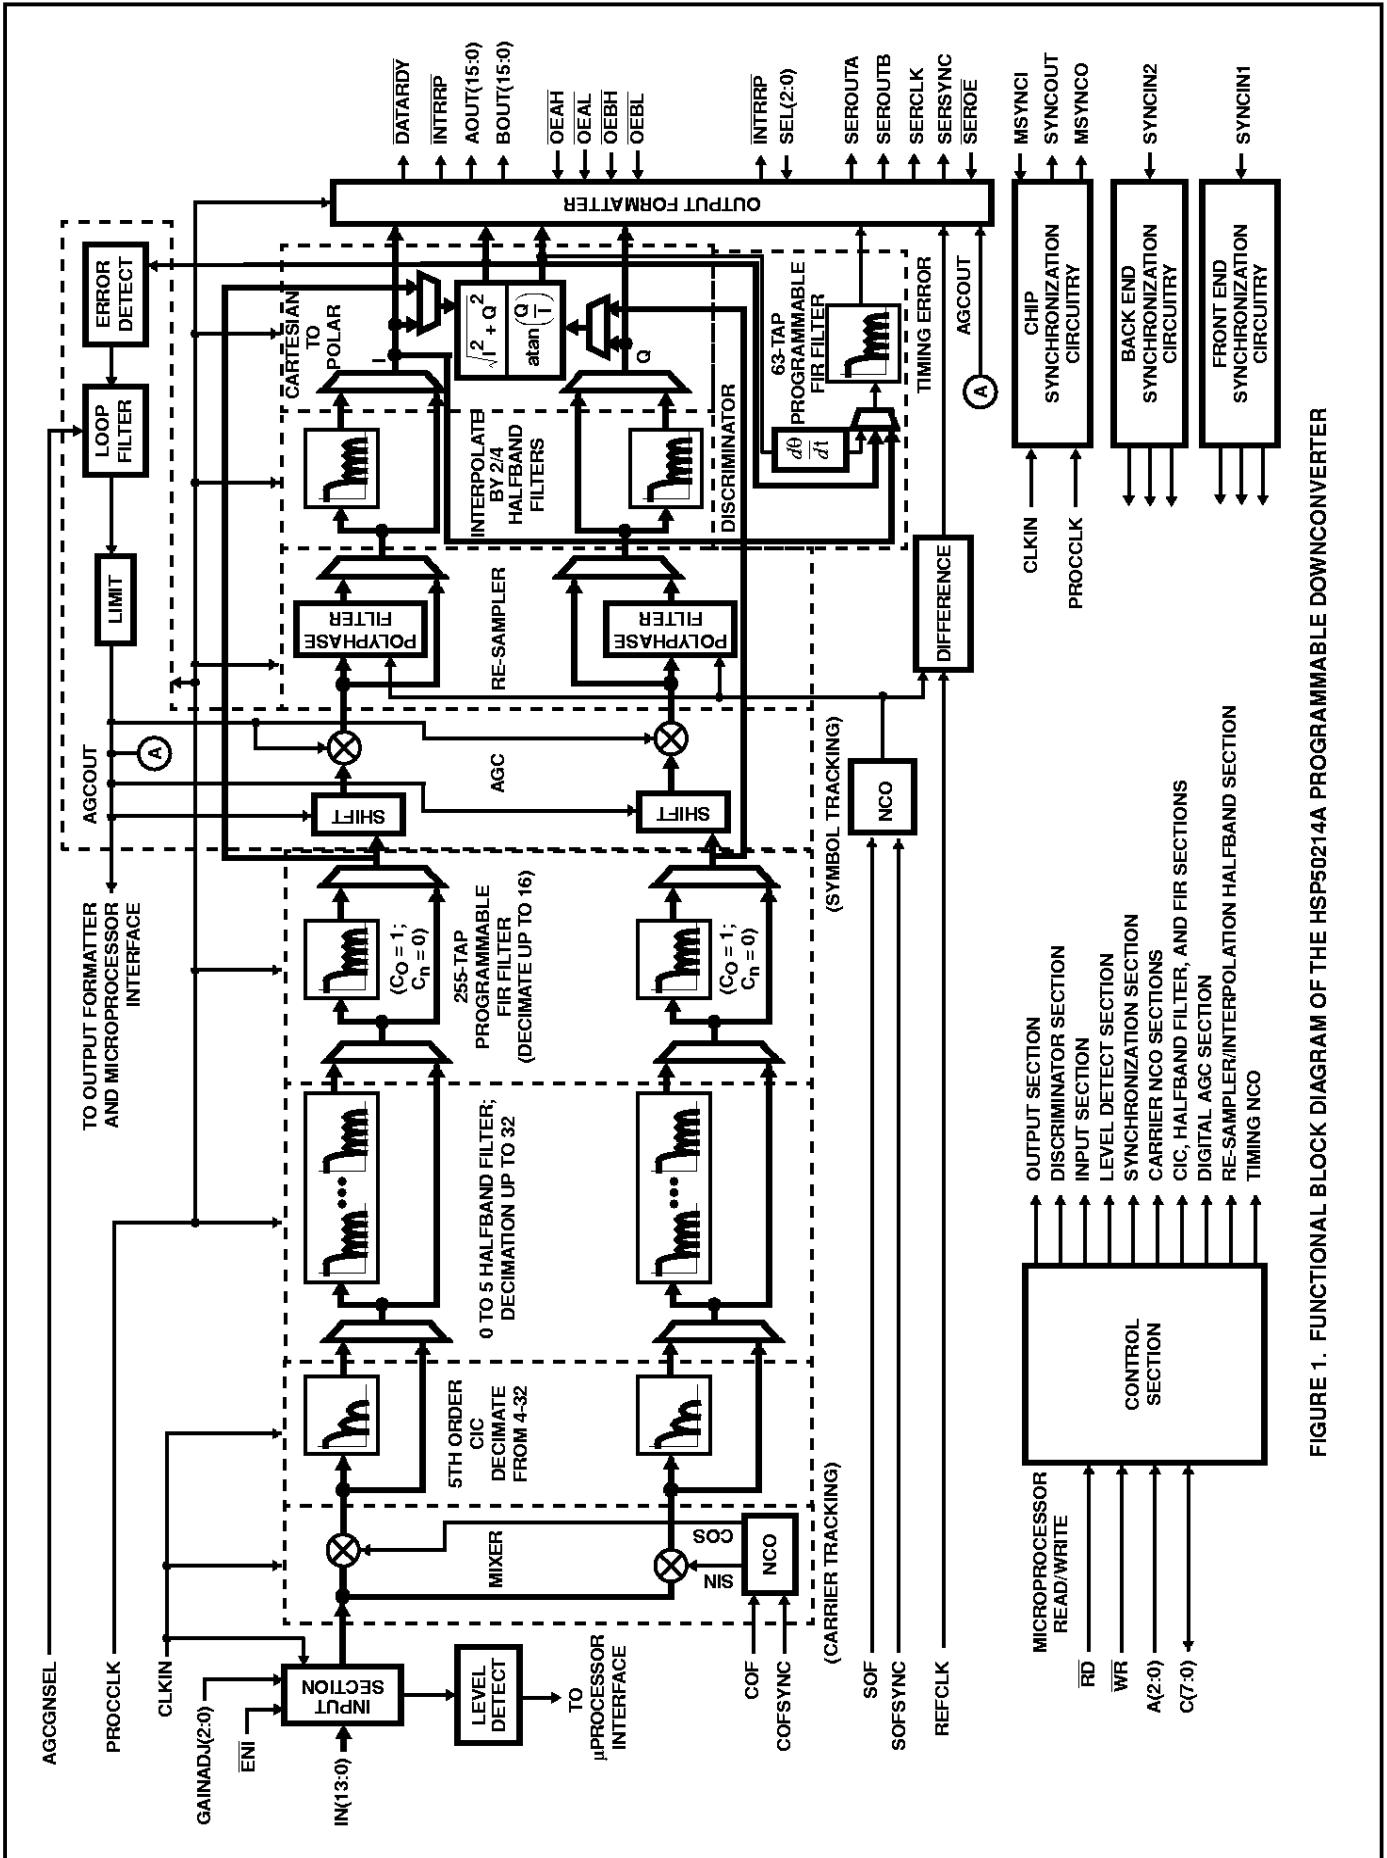 AGCGNSEL
PROCCLK
CLKIN
GAINADJ(2:0)
ENI
IN(13:0)
INPUT
SECTION
LEVEL
DETECT
TO
µPROCESSOR
INTERFACE
COF
COFSYNC
SOF
SOFSYNC
REFCLK
(CARRIER TRACKING)
MIXER
COS
SIN
NCO
5TH ORDER
CIC
DECIMATE
FROM 4-32
0 TO 5 HALFBAND FILTER;
DECIMATION UP TO 32
255-TAP
PROGRAMMABLE
FIR FILTER
(DECIMATE UP TO 16)
(CO = 1;
Cn = 0)
(CO = 1;
Cn = 0)
TO OUTPUT FORMATTER
AND MICROPROCESSOR
INTERFACE
AGCOUT
A
AGC
SHIFT
SHIFT
(SYMBOL TRACKING)
NCO
LIMIT
LOOP
FILTER
ERROR
DETECT
RE-SAMPLER
POLYPHASE
FILTER
POLYPHASE
FILTER
DIFFERENCE
INTERPOLATE
BY 2/4
HALFBAND
FILTERS
CARTESIAN
TO
POLAR
I
Q
√I2 + Q2
atan(Q/I)
DISCRIMINATOR
dθ
dt
63-TAP
PROGRAMMABLE
FIR FILTER
TIMING ERROR
AGCOUT
A
OUTPUT FORMATTER
DATARDY
INTRRP
AOUT(15:0)
BOUT(15:0)
OEAH
OEAL
OEBH
OEBL
INTRRP
SEL(2:0)
SEROUTA
SEROUTB
SERCLK
SERSYNC
SEROE
MICROPROCESSOR
READ/WRITE
RD
WR
A(2:0)
C(7:0)
CONTROL
SECTION
OUTPUT SECTION
DISCRIMINATOR SECTION
INPUT SECTION
LEVEL DETECT SECTION
SYNCHRONIZATION SECTION
CARRIER NCO SECTIONS
CIC, HALFBAND FILTER, AND FIR SECTIONS
DIGITAL AGC SECTION
RE-SAMPLER/INTERPOLATION HALFBAND SECTION
TIMING NCO
CLKIN
PROCCLK
CHIP
SYNCHRONIZATION
CIRCUITRY
MSYNCI
SYNCOUT
MSYNCO
BACK END
SYNCHRONIZATION
CIRCUITRY
SYNCIN2
FRONT END
SYNCHRONIZATION
CIRCUITRY
SYNCIN1
FIGURE 1. FUNCTIONAL BLOCK DIAGRAM OF THE HSP50214A PROGRAMMABLE DOWNCONVERTER